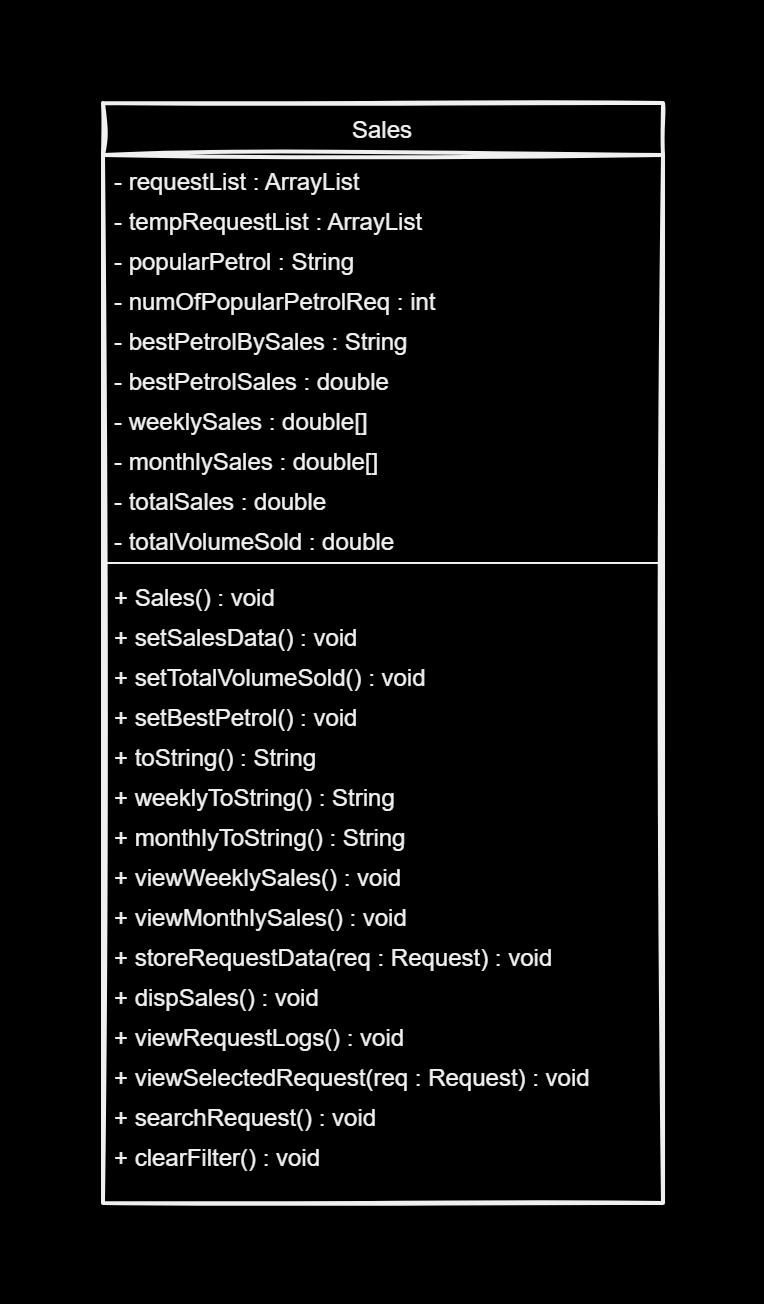 Sales
- requestList : ArrayList
- tempRequestList : ArrayList
- popularPetrol : String
- numOfPopularPetrolReq : int
- bestPetrolBySales : String
- bestPetrolSales : double
- weeklySales : double[]
- monthlySales : double[]
- totalSales : double
- totalVolumeSold : double
+ Sales() : void
+ setSalesData() : void
+ setTotalVolumeSold() : void
+ setBestPetrol() : void
+ toString() : String
+ weeklyToString() : String
+ monthlyToString() : String
+ viewWeeklySales() : void
+ viewMonthlySales() : void
+ storeRequestData(req : Request) : void
+ dispSales() : void
+ viewRequestLogs() : void
+ viewSelectedRequest(req : Request) : void
+ searchRequest() : void
+ clearFilter() : void